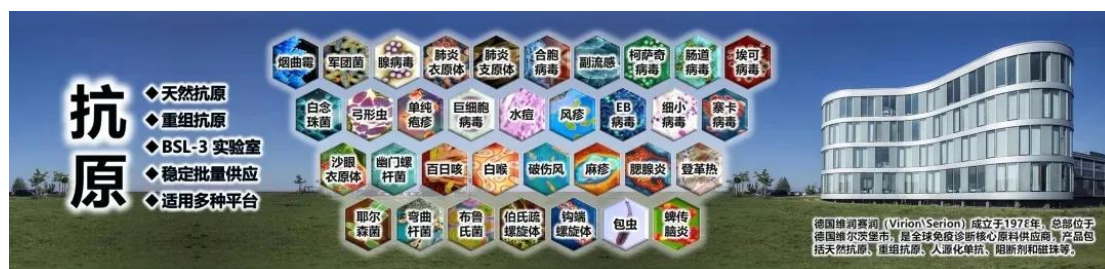 抗
原
◆天然抗原
◆重组抗原
◆BSL-3 实验室
◆稳定批量供应
◆适用多种平台
烟曲霉
军团菌
腺病毒
肺炎
衣原体
肺炎
支原体
合胞
病毒
副流感
柯萨奇
病毒
肠道
病毒
埃可
病毒
白念
珠菌
弓形虫
单纯
疱疹
巨细胞
病毒
水痘
风疹
EB
病毒
细小
病毒
寨卡
病毒
沙眼
衣原体
幽门螺
杆菌
百日咳
白喉
破伤风
麻疹
腮腺炎
登革热
耶尔
森菌
弯曲
杆菌
布鲁
氏菌
伯氏疏
螺旋体
钩端
螺旋体
包虫
蜱传
脑炎
德国维润赛润（Virion\Serion）成立于1978年，总部位于
德国维尔茨堡市，是全球免疫诊断核心原料供应商，产品包
括天然抗原、重组抗原、人源化单抗、阻断剂和磁珠等。